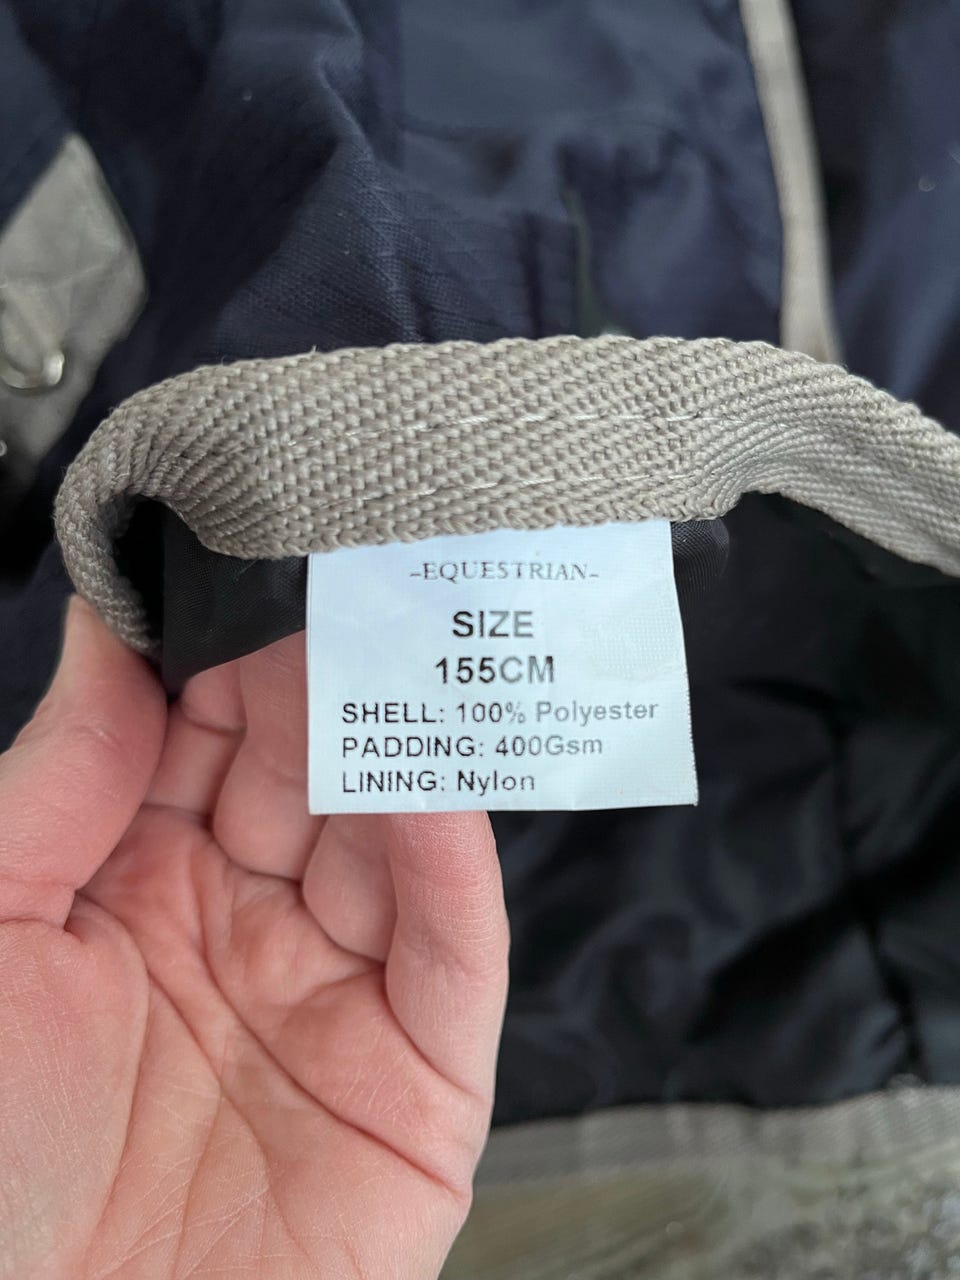 -EQUESTRIAN-
SIZE
155CM
SHELL: 100% Polyester
PADDING: 400Gsm
LINING: Nylon